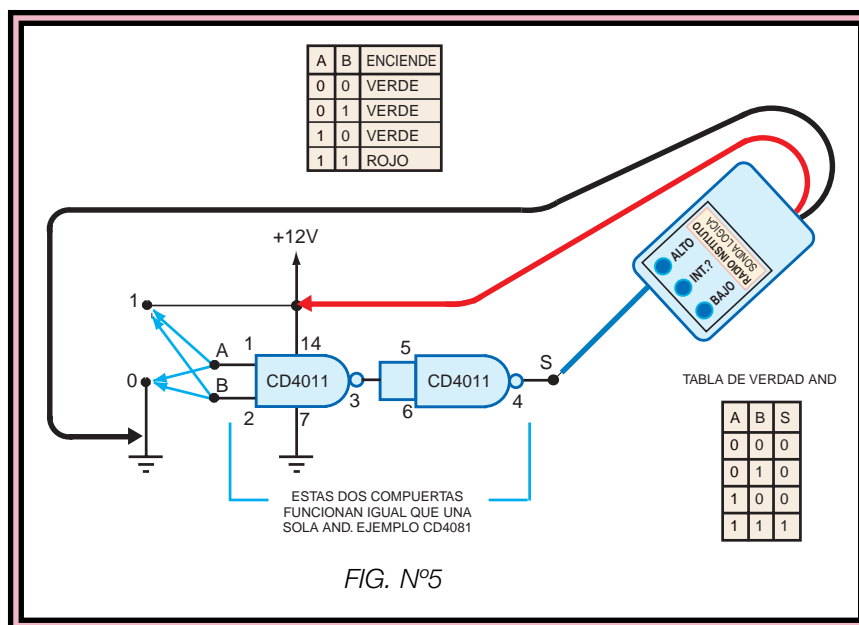 A B ENCIENDE
0 0 VERDE
0 1 VERDE
1 0 VERDE
1 1 ROJO
+12V
ALTO
INT.?
BAJO
RADIO INSTITUTO
SONDA LOGICA
1
0
A
B
1
2
14
7
CD4011
3
5
6
CD4011
4
S
ESTAS DOS COMPUERTAS
FUNCIONAN IGUAL QUE UNA
SOLA AND. EJEMPLO CD4081
TABLA DE VERDAD AND
A B S
0 0 0
0 1 0
1 0 0
1 1 1
FIG. Nº5